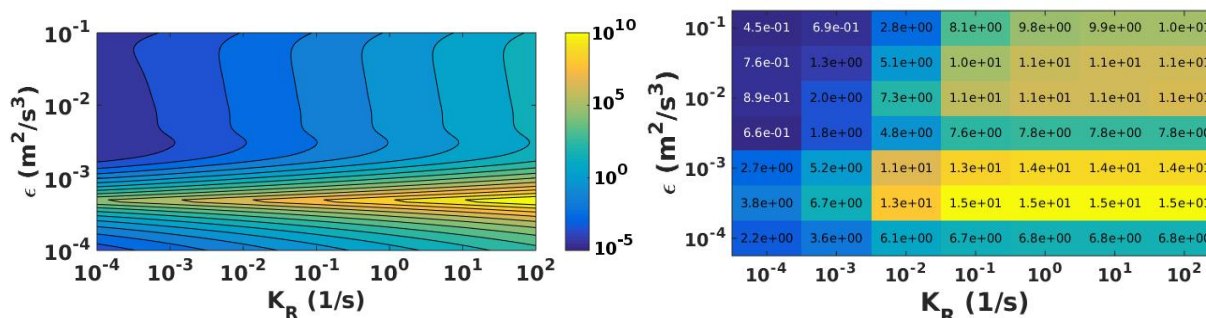 10^-1
10^-2
10^-3
10^-4
ϵ (m^2/s^3)
10^-4 10^-3 10^-2 10^-1 10^0 10^1 10^2
K_R (1/s)
10^10
10^5
10^0
10^-5
10^-1 4.5e-01 6.9e-01 2.8e+00 8.1e+00 9.8e+00 9.9e+00 1.0e+01
7.6e-01 1.3e+00 5.1e+00 1.0e+01 1.1e+01 1.1e+01 1.1e+01
10^-2 8.9e-01 2.0e+00 7.3e+00 1.1e+01 1.1e+01 1.1e+01 1.1e+01
6.6e-01 1.8e+00 4.8e+00 7.6e+00 7.8e+00 7.8e+00 7.8e+00
10^-3 2.7e+00 5.2e+00 1.1e+01 1.3e+01 1.4e+01 1.4e+01 1.4e+01
3.8e+00 6.7e+00 1.3e+01 1.5e+01 1.5e+01 1.5e+01 1.5e+01
10^-4 2.2e+00 3.6e+00 6.1e+00 6.7e+00 6.8e+00 6.8e+00 6.8e+00
ϵ (m^2/s^3)
10^-4 10^-3 10^-2 10^-1 10^0 10^1 10^2
K_R (1/s)